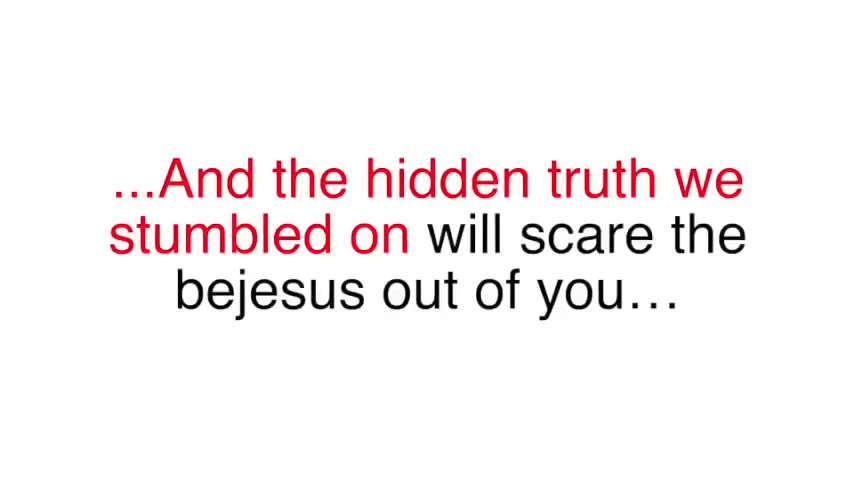 ...And the hidden truth we
stumbled on will scare the
bejesus out of you…